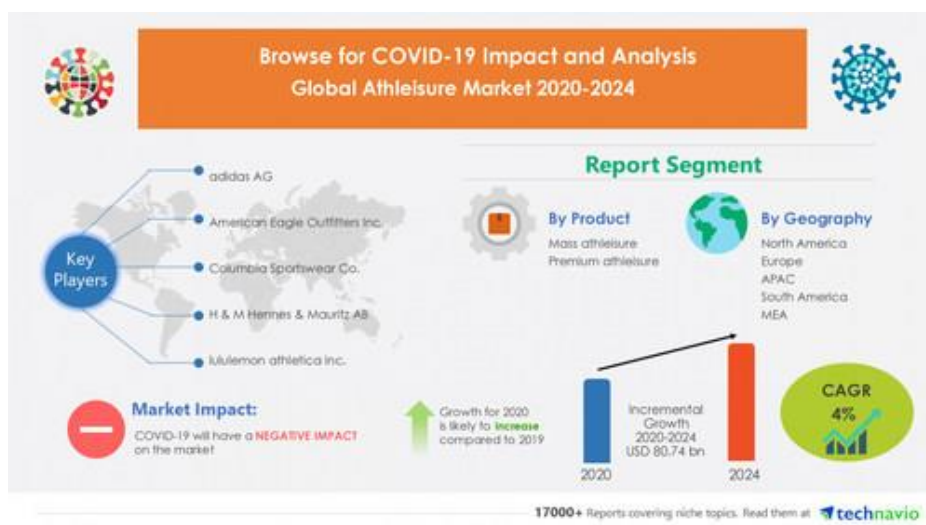 Browse for COVID-19 Impact and Analysis
Global Athleisure Market 2020-2024
Key
Players
adidas AG
American Eagle Outfitters Inc.
Columbia Sportswear Co.
H & M Hennes & Mauritz AB
lululemon athletica inc.
Report Segment
By Product
Mass athleisure
Premium athleisure
By Geography
North America
Europe
APAC
South America
MEA
Market Impact:
COVID-19 will have a NEGATIVE IMPACT
on the market
Growth for 2020
is likely to increase
compared to 2019
Incremental
Growth
2020-2024
USD 80.74 bn
2020
2024
CAGR
4%
17000+ Reports covering niche topics. Read them at
technavio